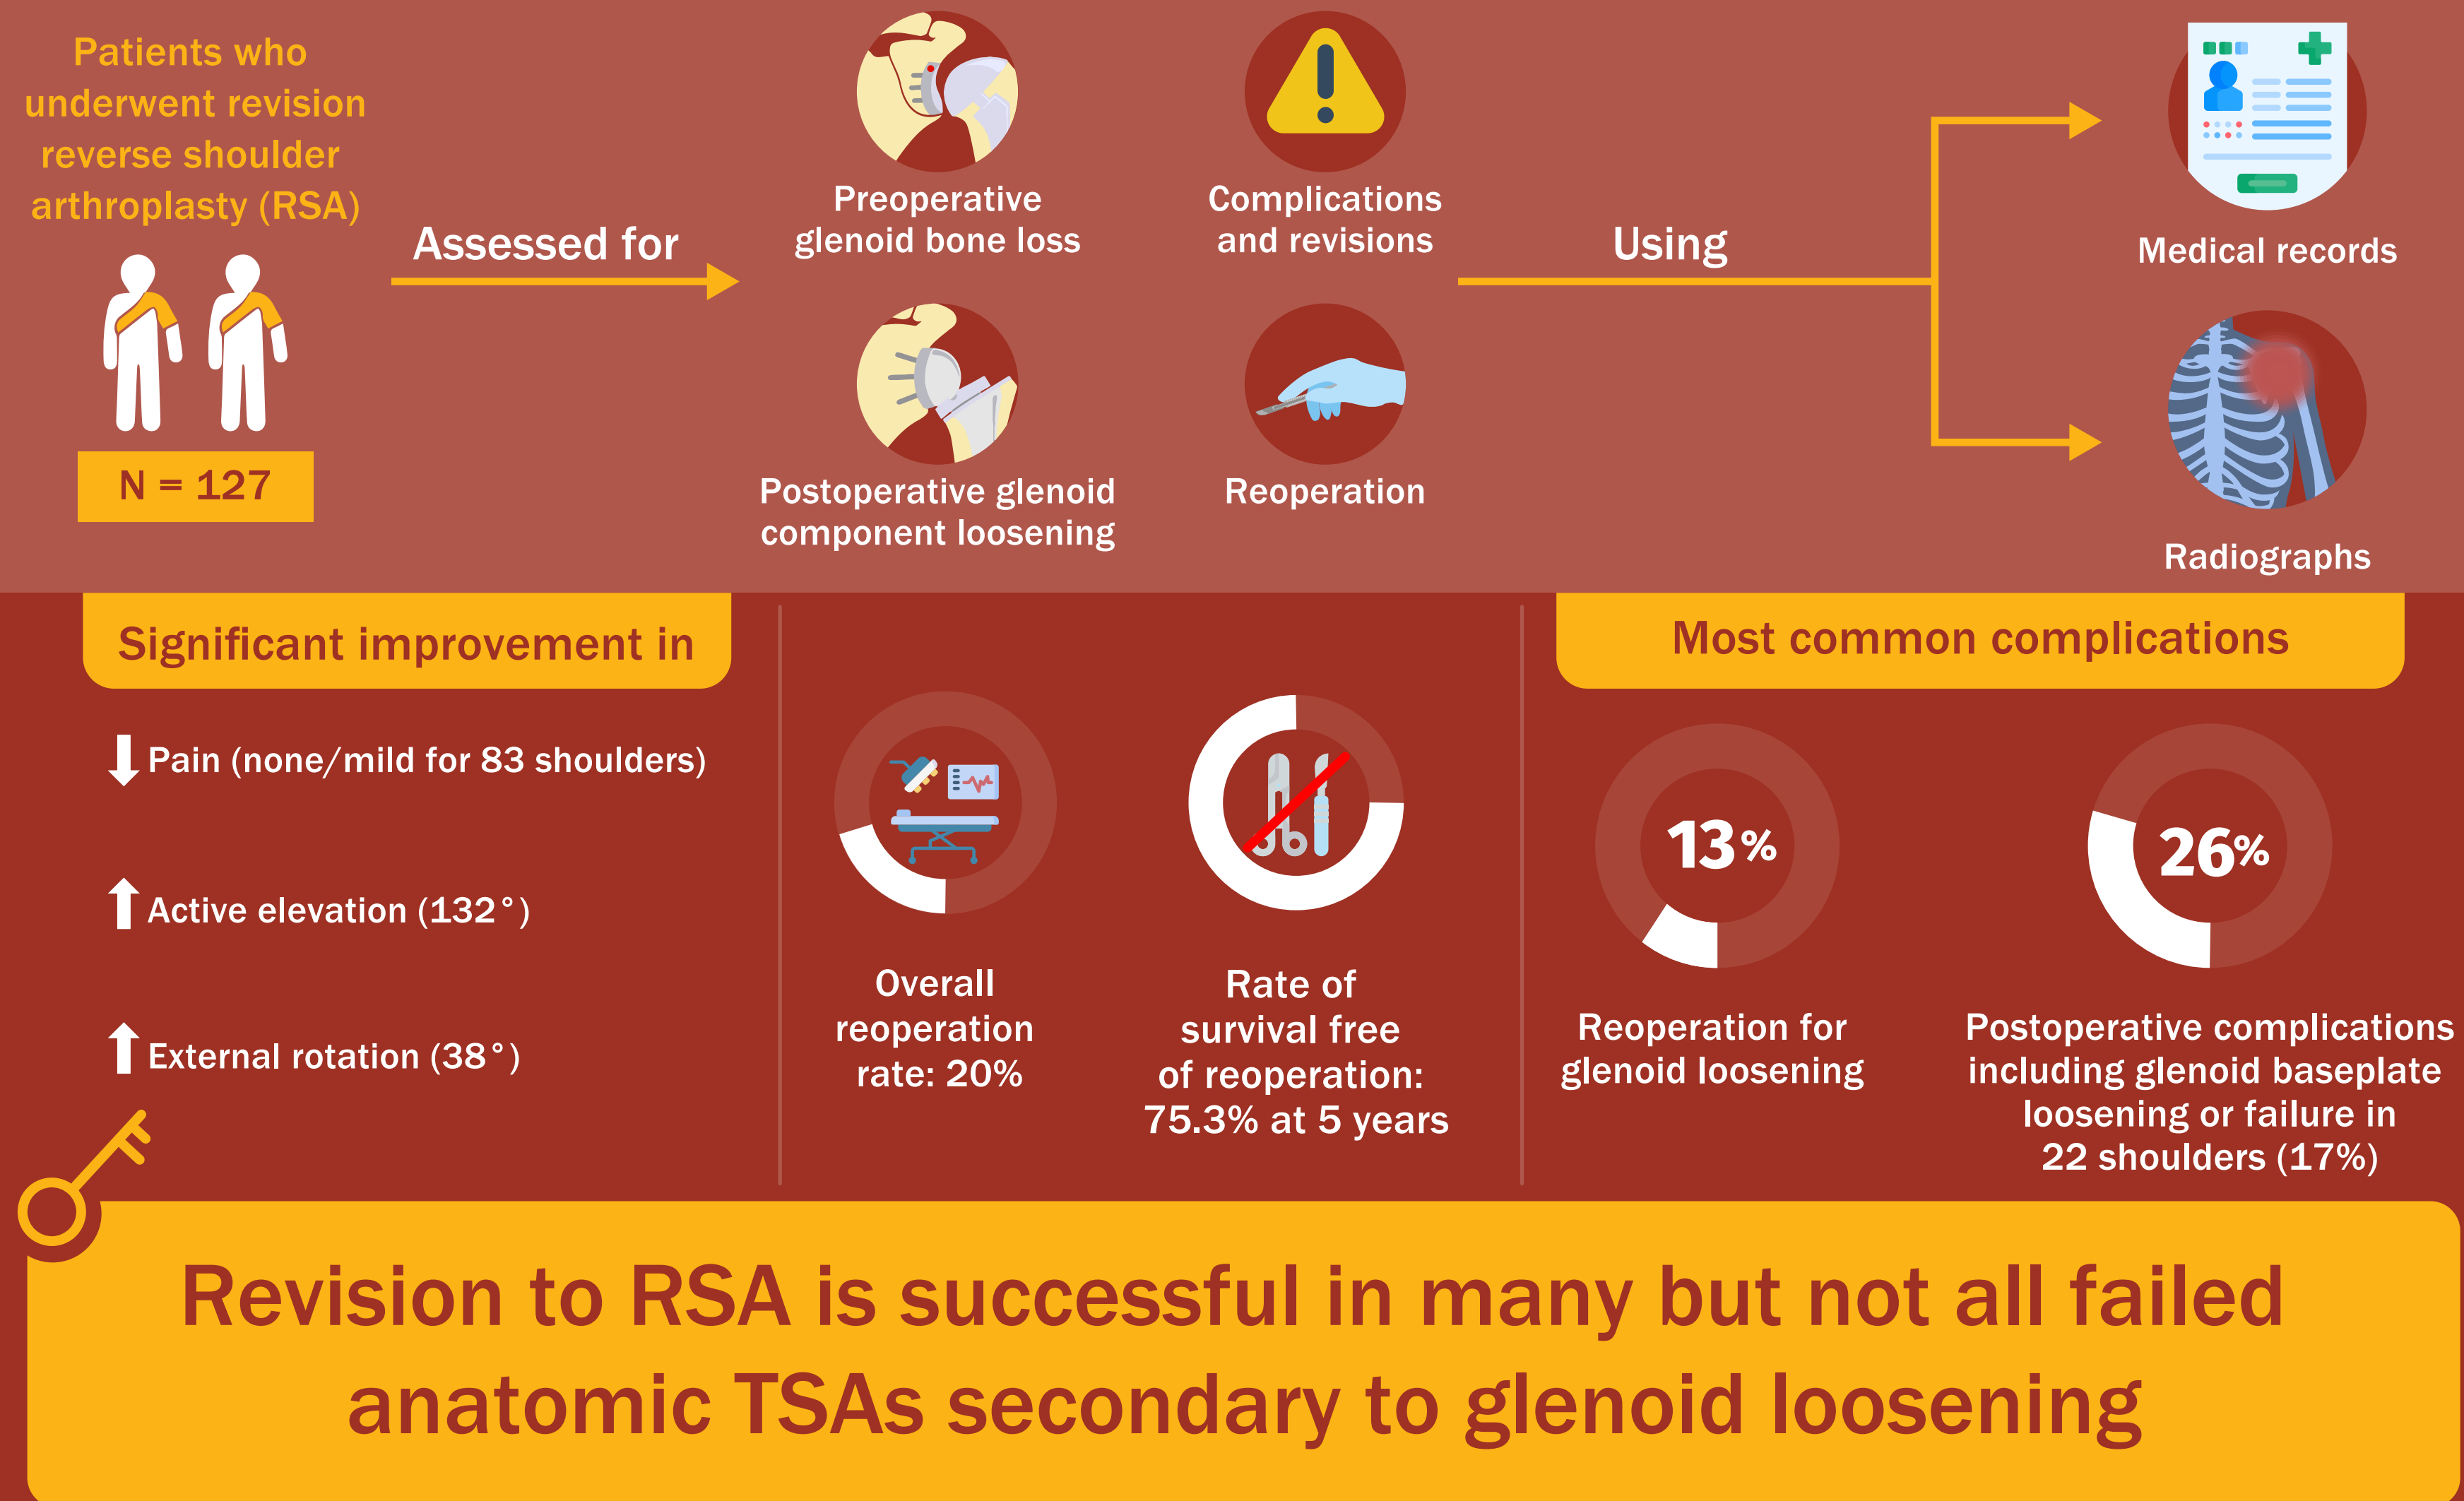 Patients who
underwent revision
reverse shoulder
arthroplasty (RSA)
N = 127
Assessed for
Preoperative
glenoid bone loss
Complications
and revisions
Postoperative glenoid
component loosening
Reoperation
Using
Medical records
Radiographs
Significant improvement in
Pain (none/mild for 83 shoulders)
Active elevation (132°)
External rotation (38°)
Overall
reoperation
rate: 20%
Rate of
survival free
of reoperation:
75.3% at 5 years
Most common complications
13%
Reoperation for
glenoid loosening
26%
Postoperative complications
including glenoid baseplate
loosening or failure in
22 shoulders (17%)
Revision to RSA is successful in many but not all failed
anatomic TSAs secondary to glenoid loosening